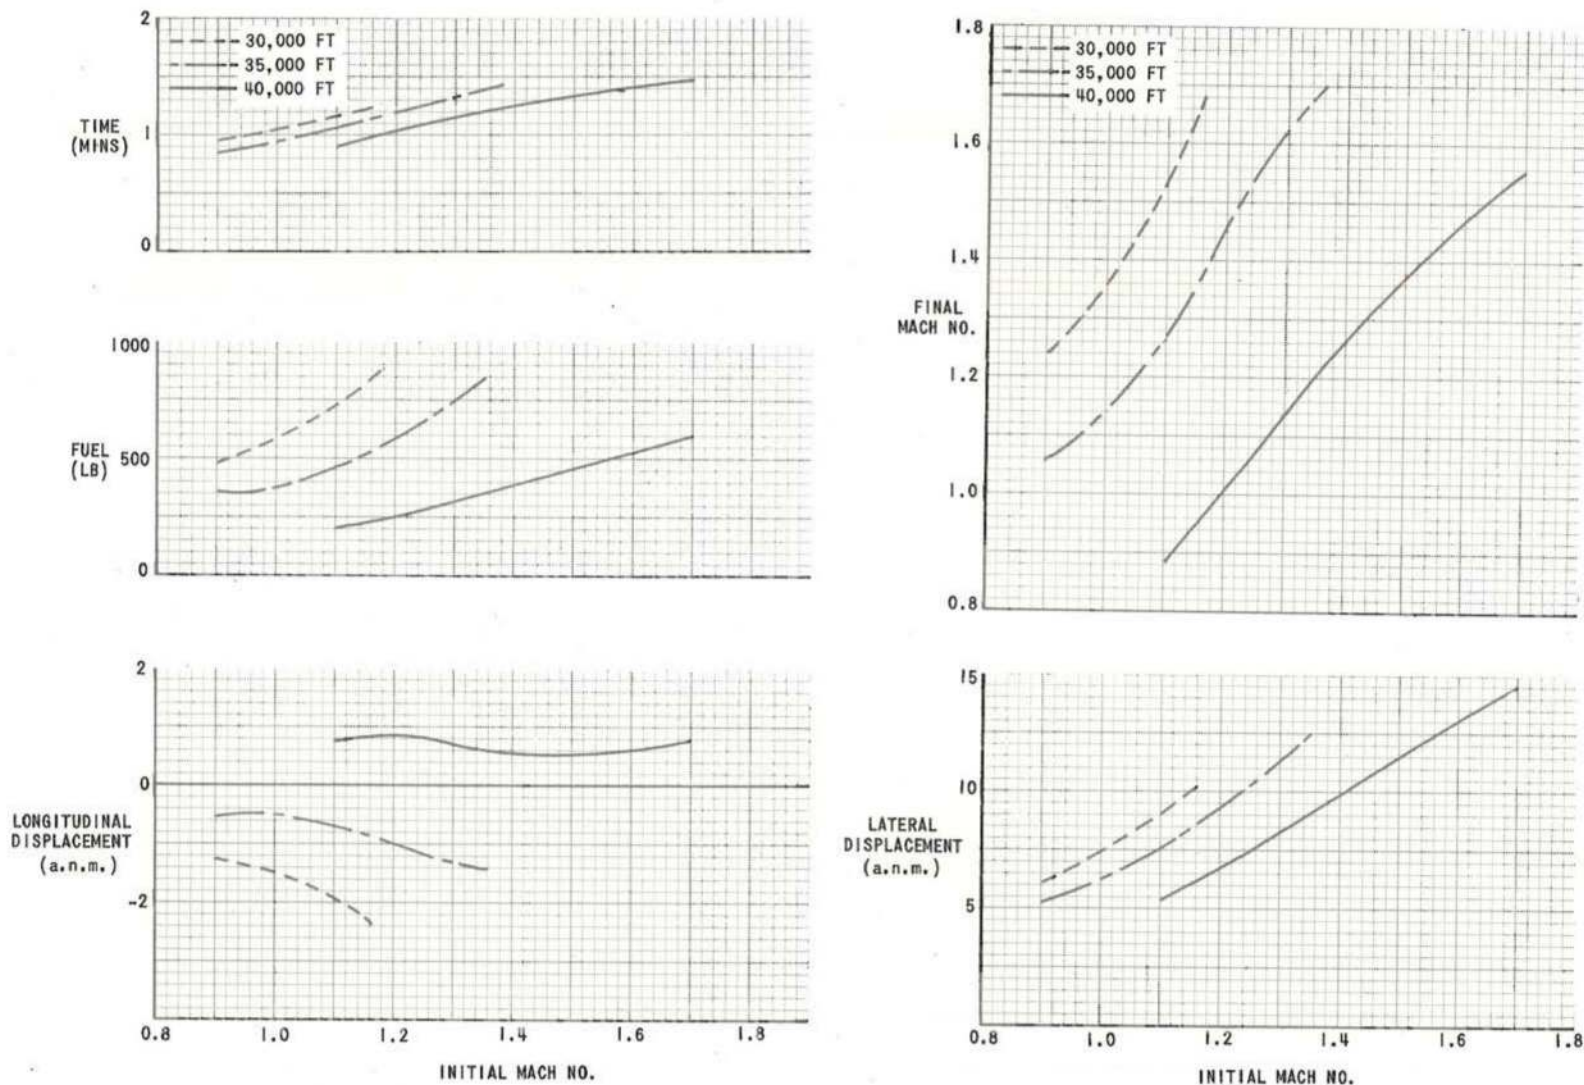 2
30,000 FT
35,000 FT
40,000 FT
TIME
(MINS)
1
0
1000
FUEL
(LB)
500
0
2
0
LONGITUDINAL
DISPLACEMENT
(a.n.m.)
-2
0.8 1.0 1.2 1.4 1.6 1.8
INITIAL MACH NO.
1.8
30,000 FT
35,000 FT
40,000 FT
1.6
1.4
FINAL
MACH NO.
1.2
1.0
0.8
15
10
LATERAL
DISPLACEMENT
(a.n.m.)
5
0.8 1.0 1.2 1.4 1.6 1.8
INITIAL MACH NO.